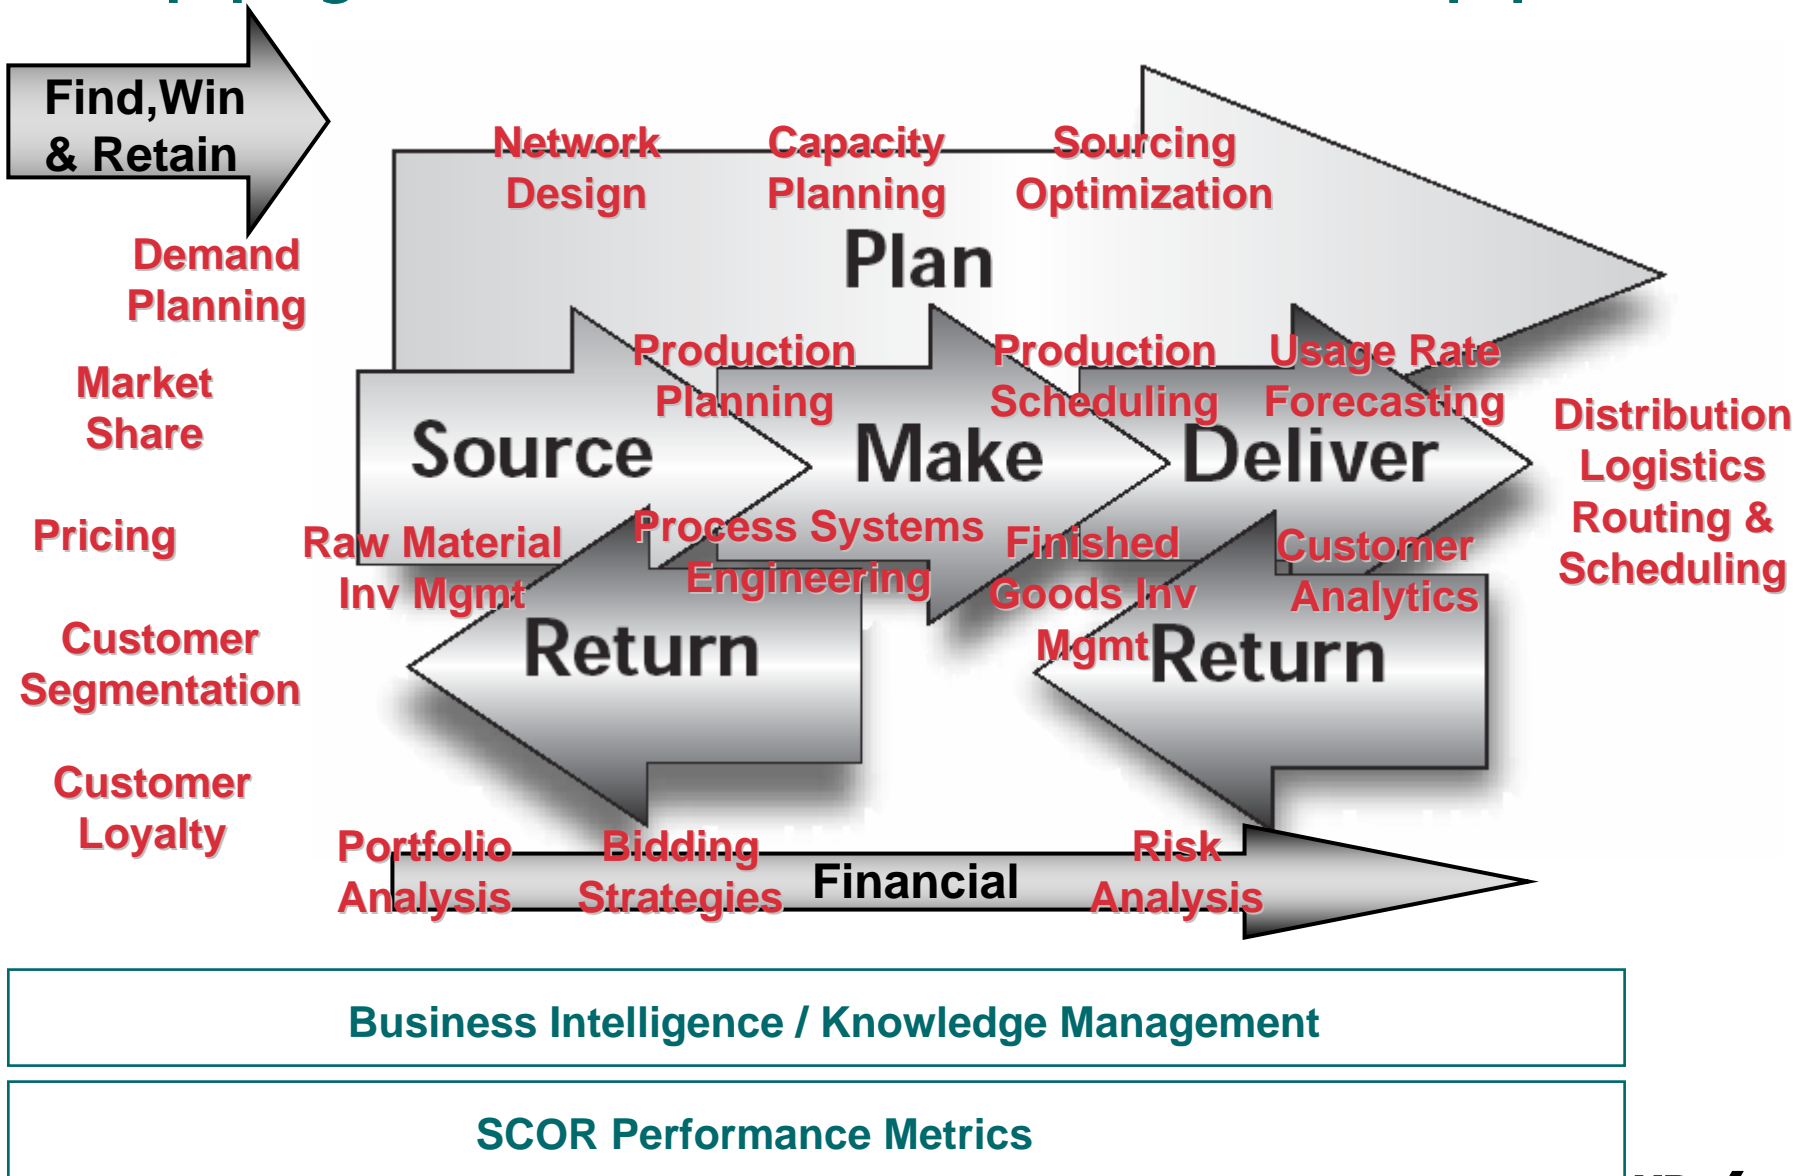 Find,Win
& Retain
Network
Design
Capacity
Planning
Sourcing
Optimization
Plan
Demand
Planning
Market
Share
Pricing
Customer
Segmentation
Customer
Loyalty
Production
Planning
Production
Scheduling
Usage Rate
Forecasting
Source
Make
Deliver
Distribution
Logistics
Routing &
Scheduling
Raw Material
Inv Mgmt
Process Systems
Engineering
Finished
Goods Inv
Mgmt
Customer
Analytics
Return
Return
Portfolio
Analysis
Bidding
Strategies
Financial
Risk
Analysis
Business Intelligence / Knowledge Management
SCOR Performance Metrics